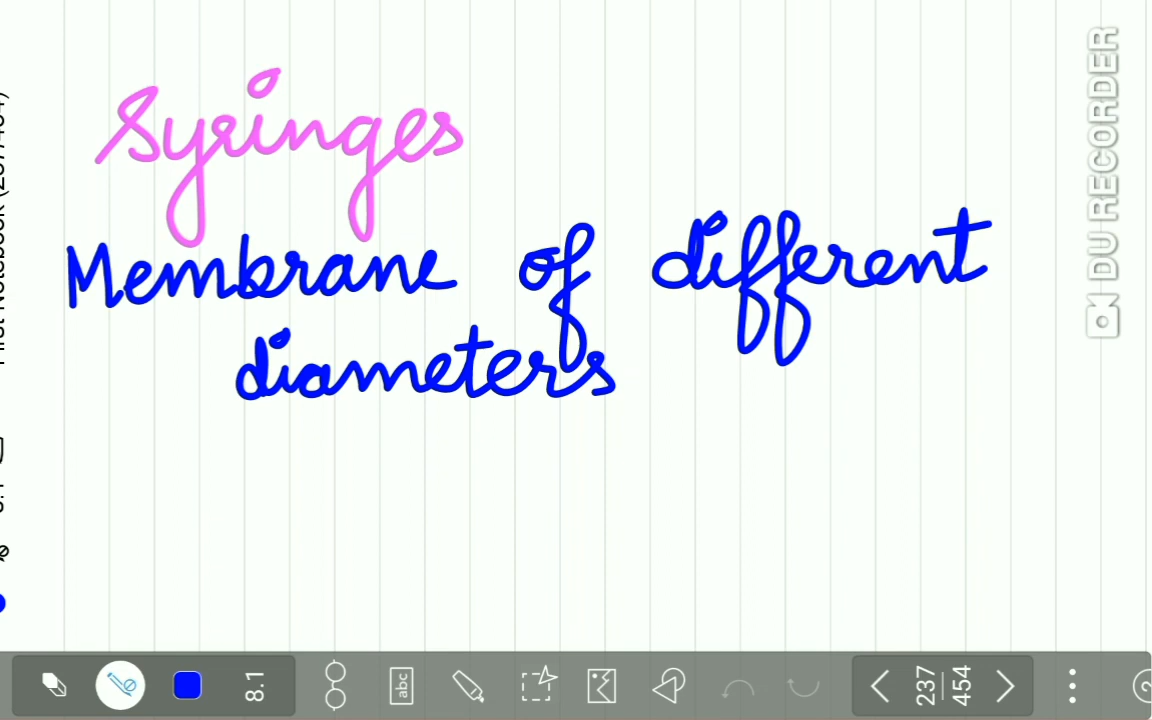 Syringes
Membrane of different
diameters
DU RECORDER
8.1
abc
237
454